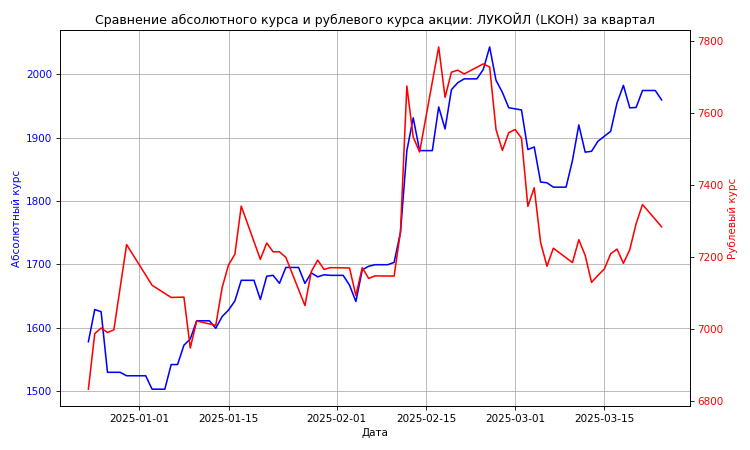 Сравнение абсолютного курса и рублевого курса акции: ЛУКОЙЛ (LKOH) за квартал
Абсолютный курс
2000
1900
1800
1700
1600
1500
7800
7600
7400
7200
7000
6800
Рублевый курс
2025-01-01 2025-01-15 2025-02-01 2025-02-15 2025-03-01 2025-03-15
Дата